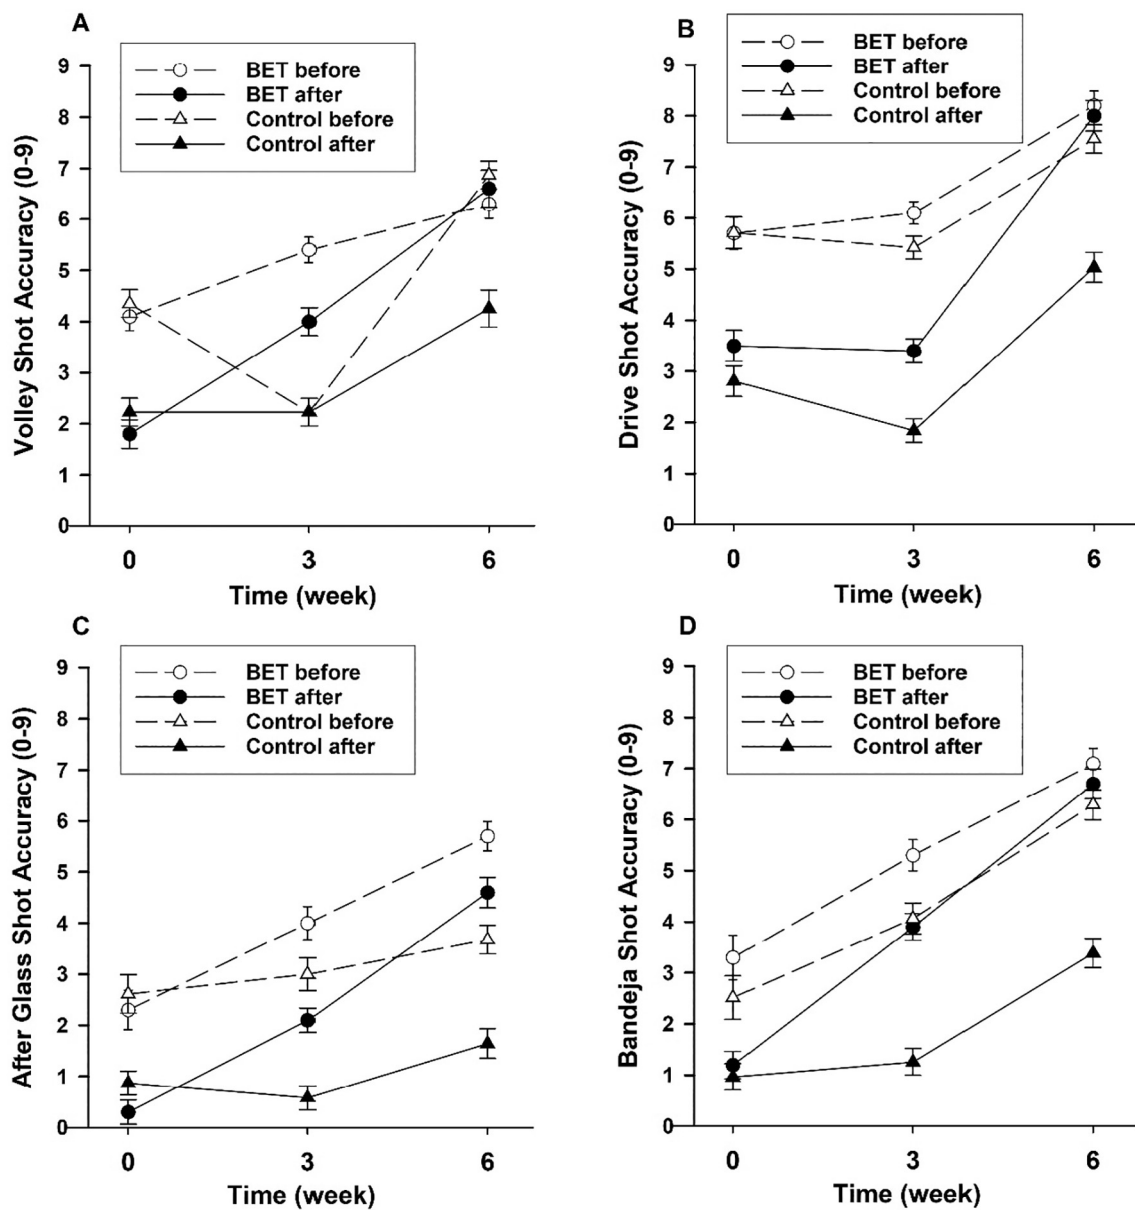 A
BET before
BET after
Control before
Control after
Volley Shot Accuracy (0-9)
9
8
7
6
5
4
3
2
1
0
0 3 6
Time (week)
B
BET before
BET after
Control before
Control after
Drive Shot Accuracy (0-9)
9
8
7
6
5
4
3
2
1
0
0 3 6
Time (week)
C
BET before
BET after
Control before
Control after
After Glass Shot Accuracy (0-9)
9
8
7
6
5
4
3
2
1
0
0 3 6
Time (week)
D
BET before
BET after
Control before
Control after
Bandeja Shot Accuracy (0-9)
9
8
7
6
5
4
3
2
1
0
0 3 6
Time (week)